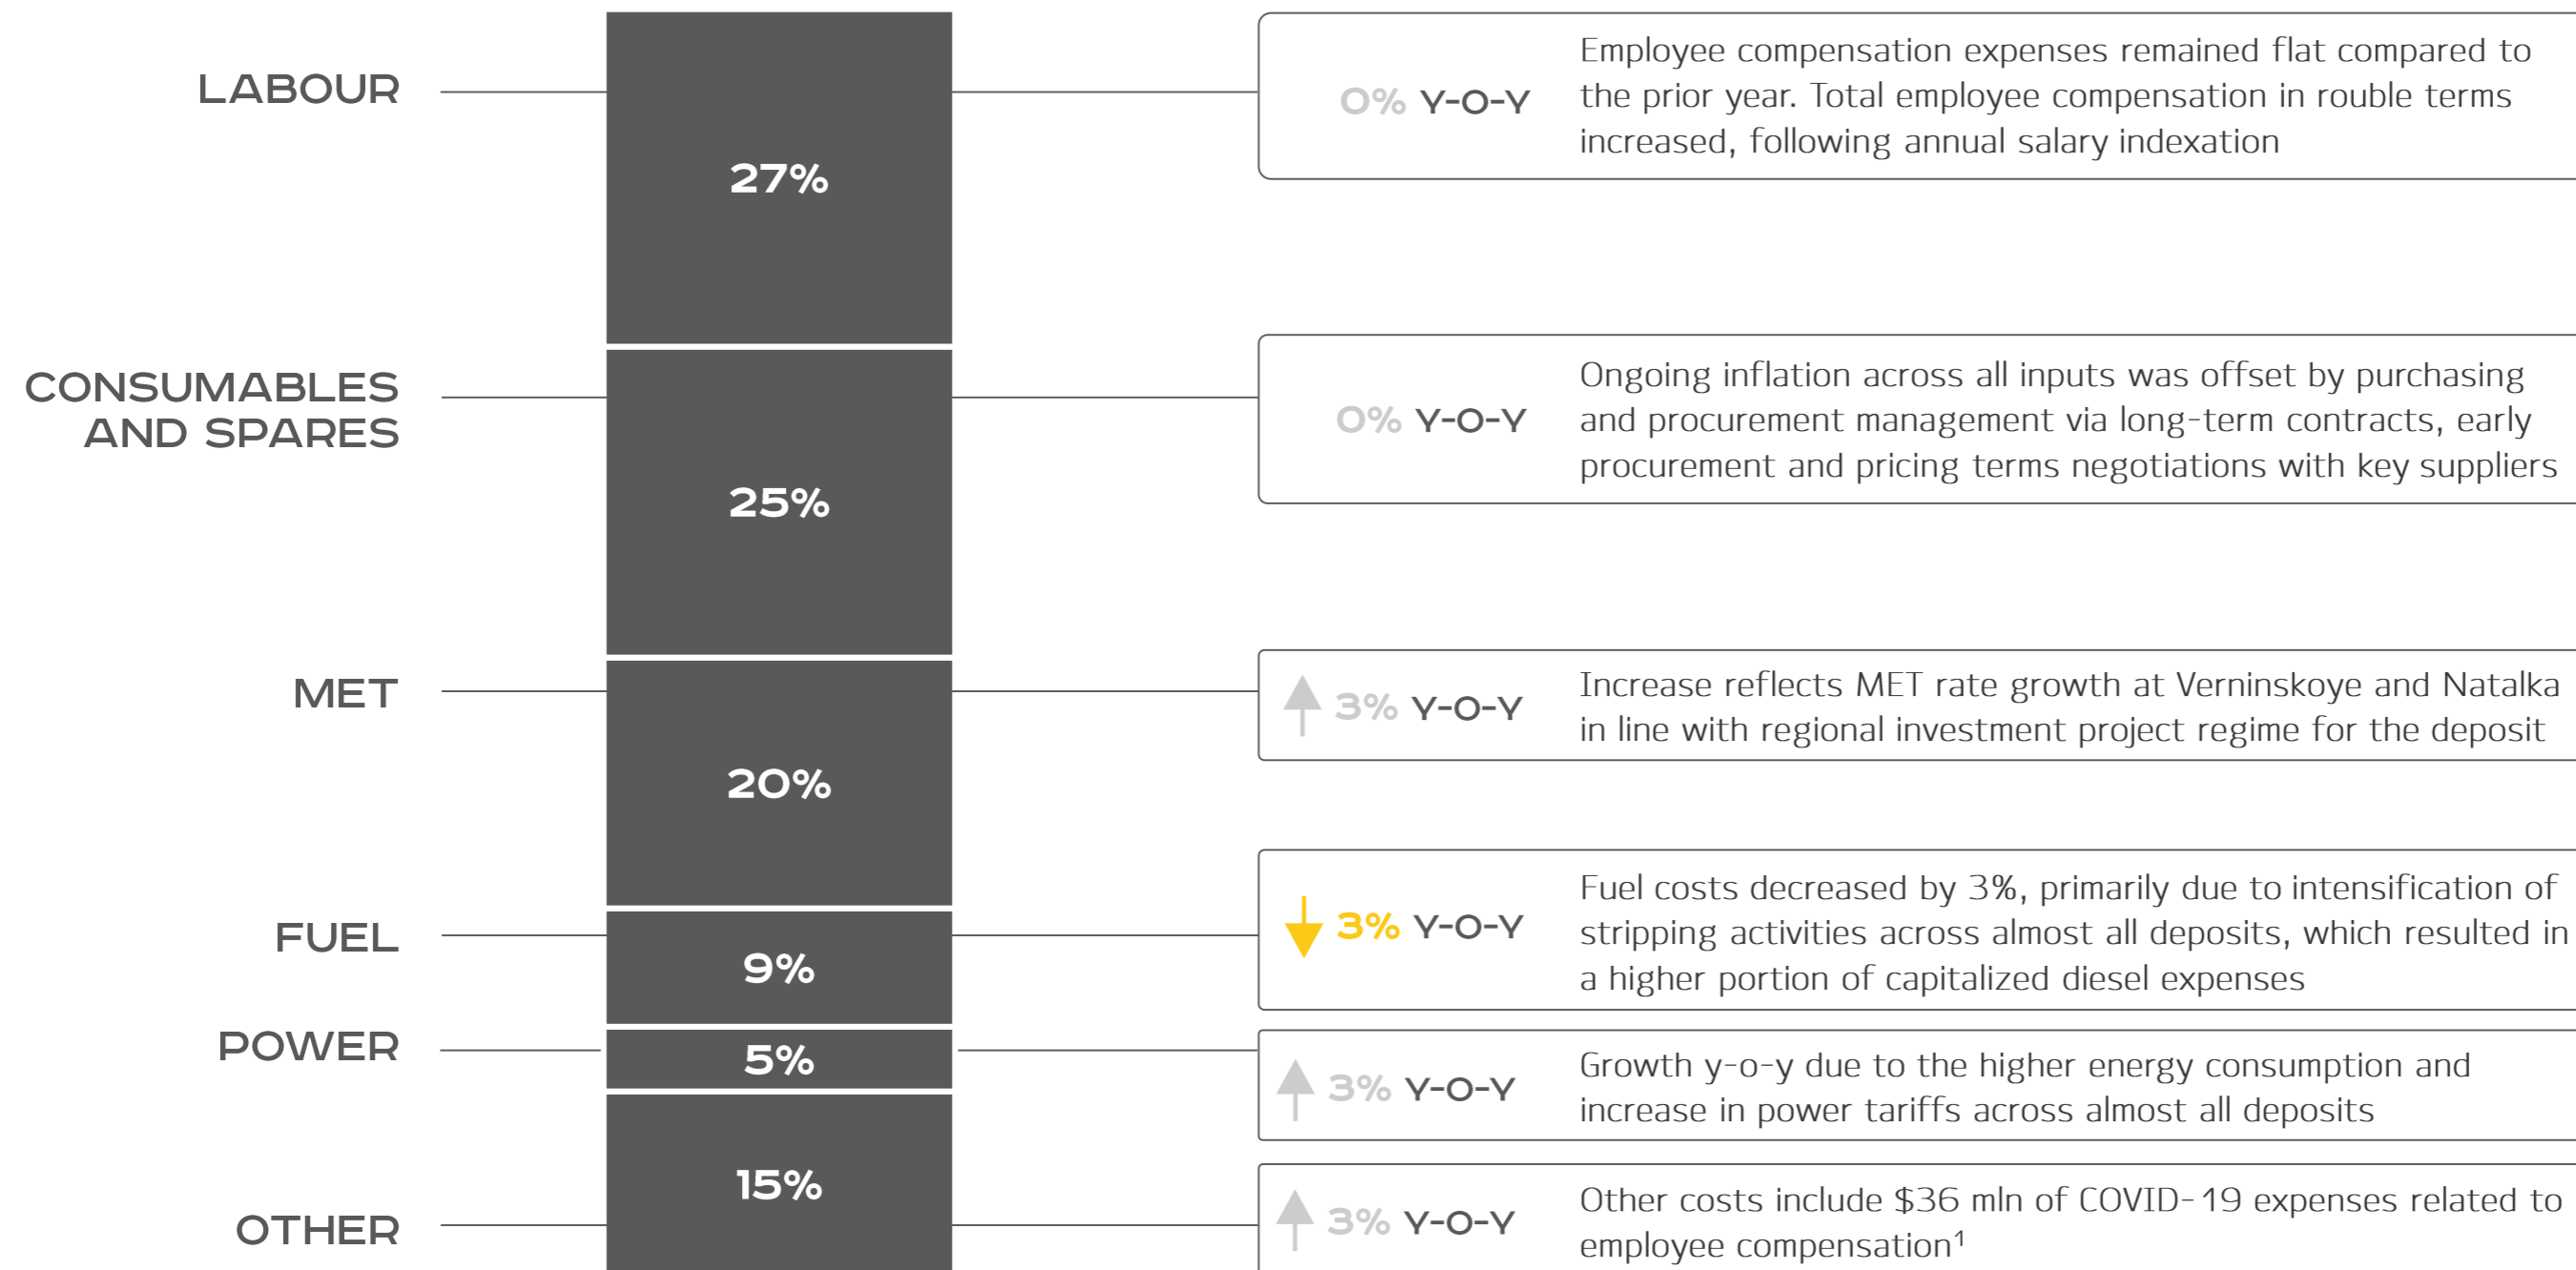 LABOUR
27%
0% Y-O-Y
Employee compensation expenses remained flat compared to
the prior year. Total employee compensation in rouble terms
increased, following annual salary indexation
CONSUMABLES
AND SPARES
25%
0% Y-O-Y
Ongoing inflation across all inputs was offset by purchasing
and procurement management via long-term contracts, early
procurement and pricing terms negotiations with key suppliers
MET
20%
3% Y-O-Y
Increase reflects MET rate growth at Verninskoye and Natalka
in line with regional investment project regime for the deposit
FUEL
9%
3% Y-O-Y
Fuel costs decreased by 3%, primarily due to intensification of
stripping activities across almost all deposits, which resulted in
a higher portion of capitalized diesel expenses
POWER
5%
3% Y-O-Y
Growth y-o-y due to the higher energy consumption and
increase in power tariffs across almost all deposits
OTHER
15%
3% Y-O-Y
Other costs include $36 mln of COVID-19 expenses related to
employee compensation¹